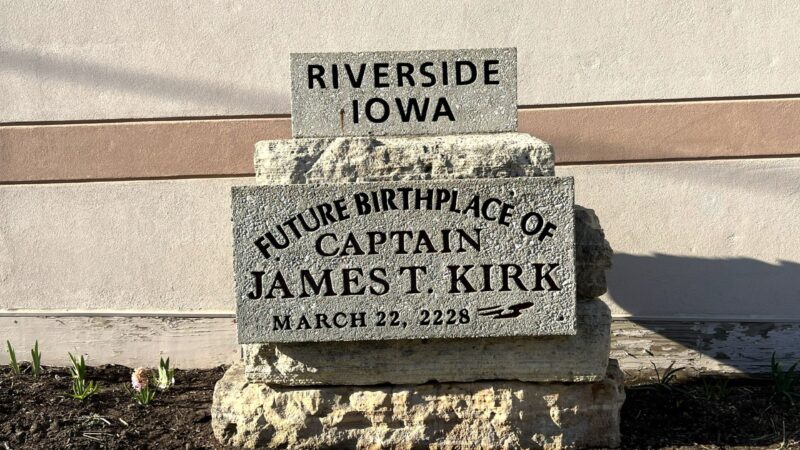 RIVERSIDE
IOWA
FUTURE BIRTHPLACE OF
CAPTAIN
JAMES T. KIRK
MARCH 22, 2228